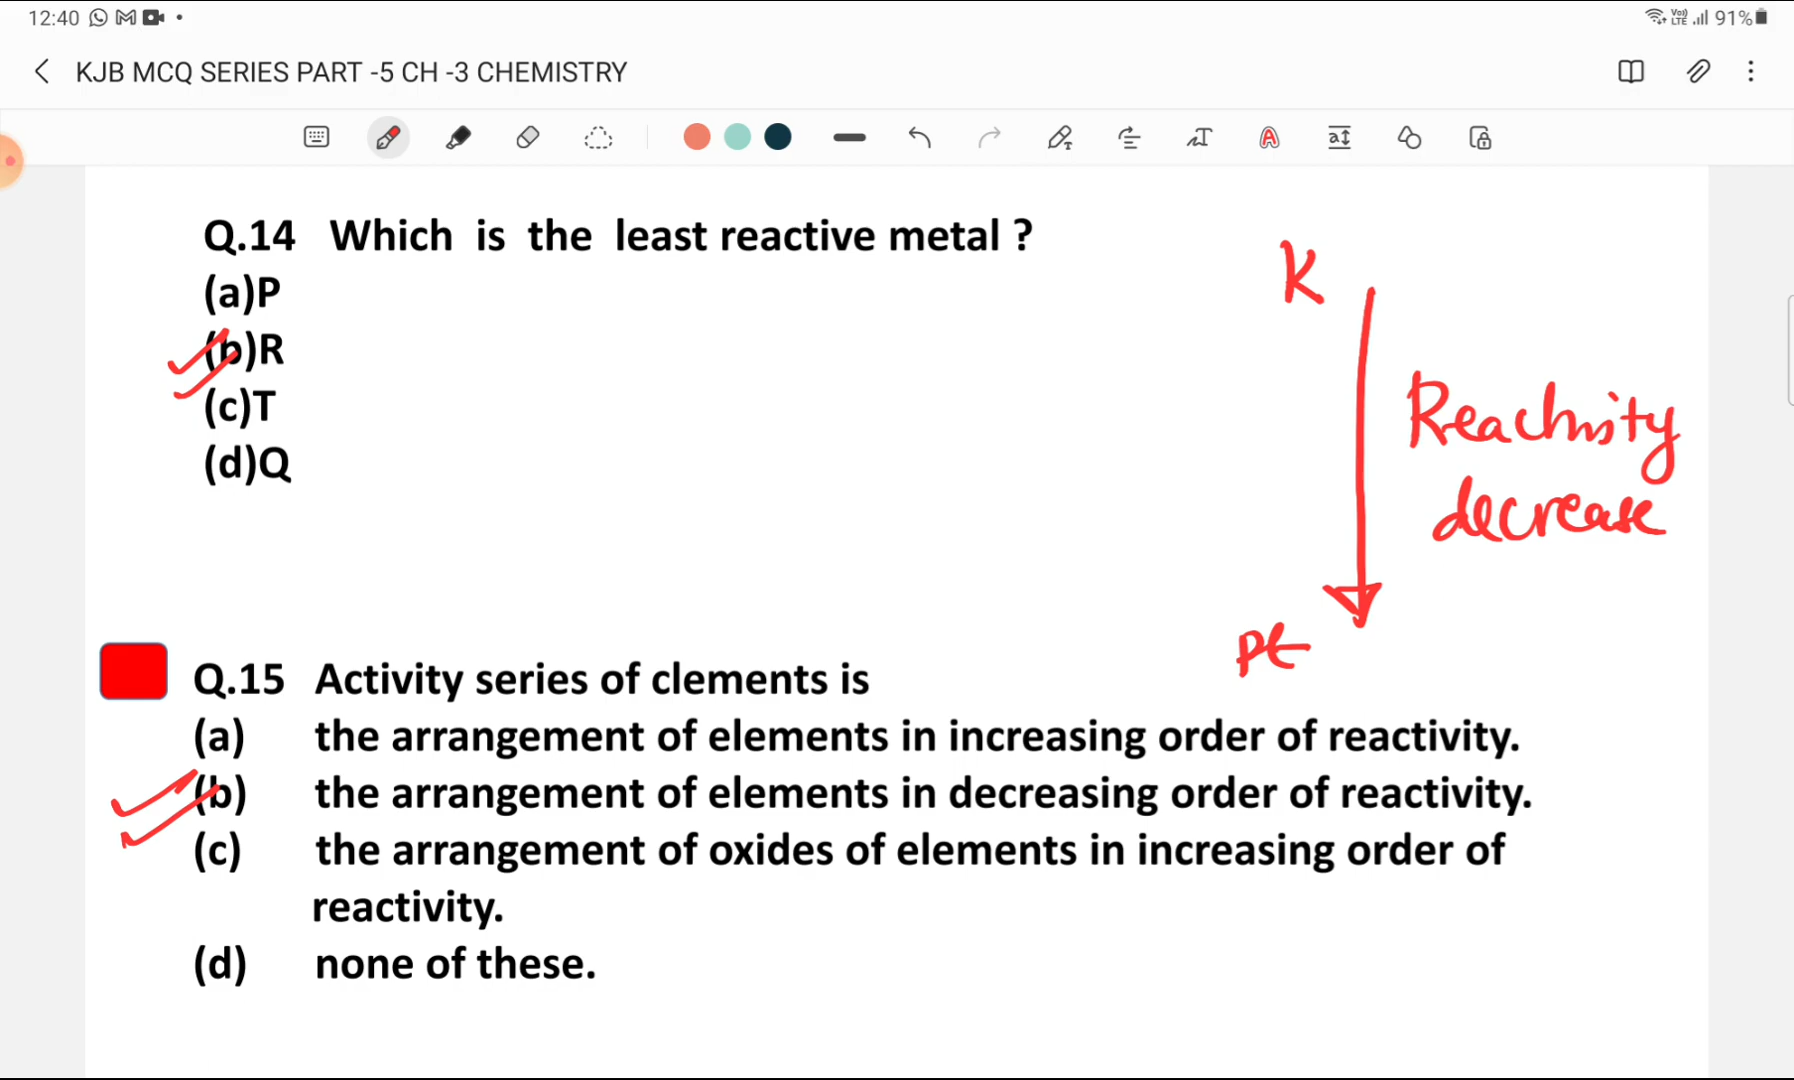 12:40
91%
KJB MCQ SERIES PART -5 CH -3 CHEMISTRY
Q.14 Which is the least reactive metal ?
(a)P
(b)R
(c)T
(d)Q
K
Reactivity
decrease
Pt
Q.15 Activity series of clements is
(a) the arrangement of elements in increasing order of reactivity.
(b) the arrangement of elements in decreasing order of reactivity.
(c) the arrangement of oxides of elements in increasing order of
reactivity.
(d) none of these.